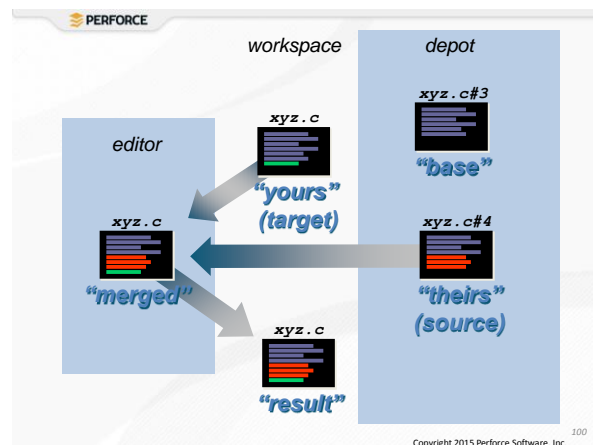 PERFORCE
workspace
depot
editor
xyz.c
"yours"
(target)
xyz.c#3
"base"
xyz.c
"merged"
xyz.c#4
"theirs"
(source)
xyz.c
"result"
100
Copyright 2015 Perforce Software, Inc